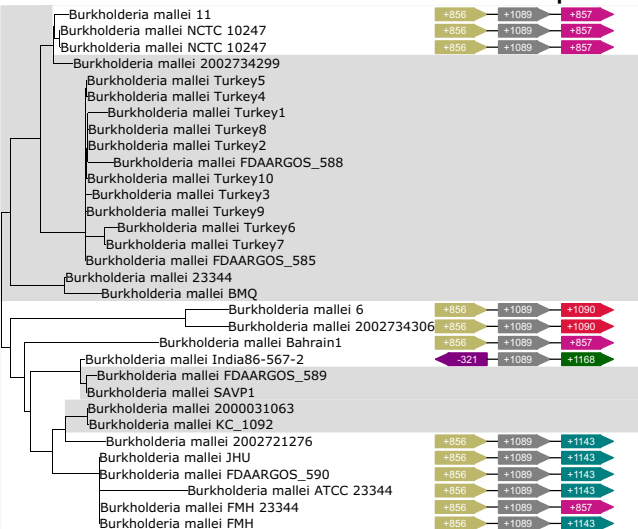 Burkholderia mallei 11 +856 +1089 +857
Burkholderia mallei NCTC 10247 +856 +1089 +857
Burkholderia mallei NCTC 10247 +856 +1089 +857
Burkholderia mallei 2002734299
Burkholderia mallei Turkey5
Burkholderia mallei Turkey4
Burkholderia mallei Turkey1
Burkholderia mallei Turkey8
Burkholderia mallei Turkey2
Burkholderia mallei FDAARGOS_588
Burkholderia mallei Turkey10
Burkholderia mallei Turkey3
Burkholderia mallei Turkey9
Burkholderia mallei Turkey6
Burkholderia mallei Turkey7
Burkholderia mallei FDAARGOS_585
Burkholderia mallei 23344
Burkholderia mallei BMQ
Burkholderia mallei 6 +856 +1089 +1090
Burkholderia mallei 2002734306 +856 +1089 +1090
Burkholderia mallei Bahrain1 +856 +1089 +857
Burkholderia mallei India86-567-2 -321 +1089 +1168
Burkholderia mallei FDAARGOS_589
Burkholderia mallei SAVP1
Burkholderia mallei 2000031063
Burkholderia mallei KC_1092
Burkholderia mallei 2002721276 +856 +1089 +1143
Burkholderia mallei JHU +856 +1089 +1143
Burkholderia mallei FDAARGOS_590 +856 +1089 +1143
Burkholderia mallei ATCC 23344 +856 +1089 +1143
Burkholderia mallei FMH 23344 +856 +1089 +857
Burkholderia mallei FMH +856 +1089 +1143